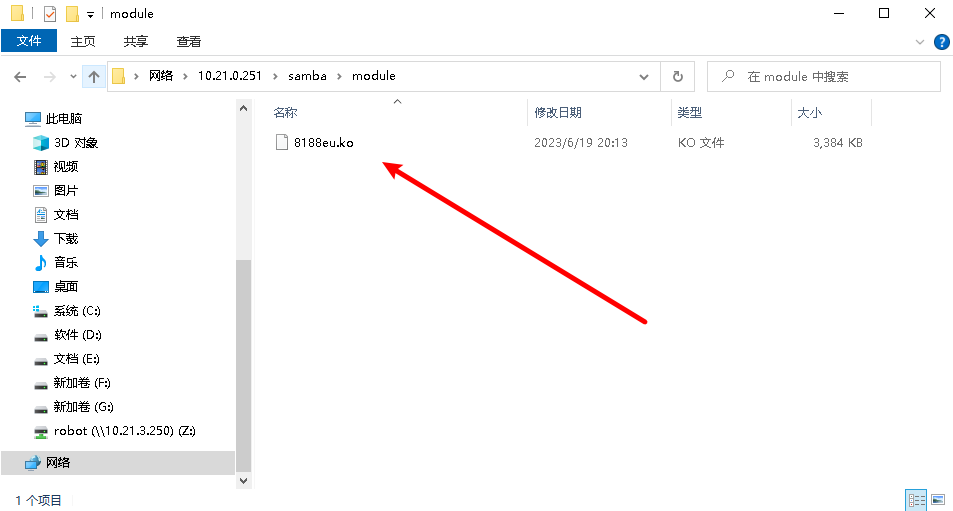 module
文件 主页 共享 查看
网络 10.21.0.251 samba module 在 module 中搜索
名称 修改日期 类型 大小
8188eu.ko 2023/6/19 20:13 KO 文件 3,384 KB
此电脑
3D 对象
视频
图片
文档
下载
音乐
桌面
系统 (C:)
软件 (D:)
文档 (E:)
新加卷 (F:)
新加卷 (G:)
robot (\\10.21.3.250) (Z:)
网络
1 个项目